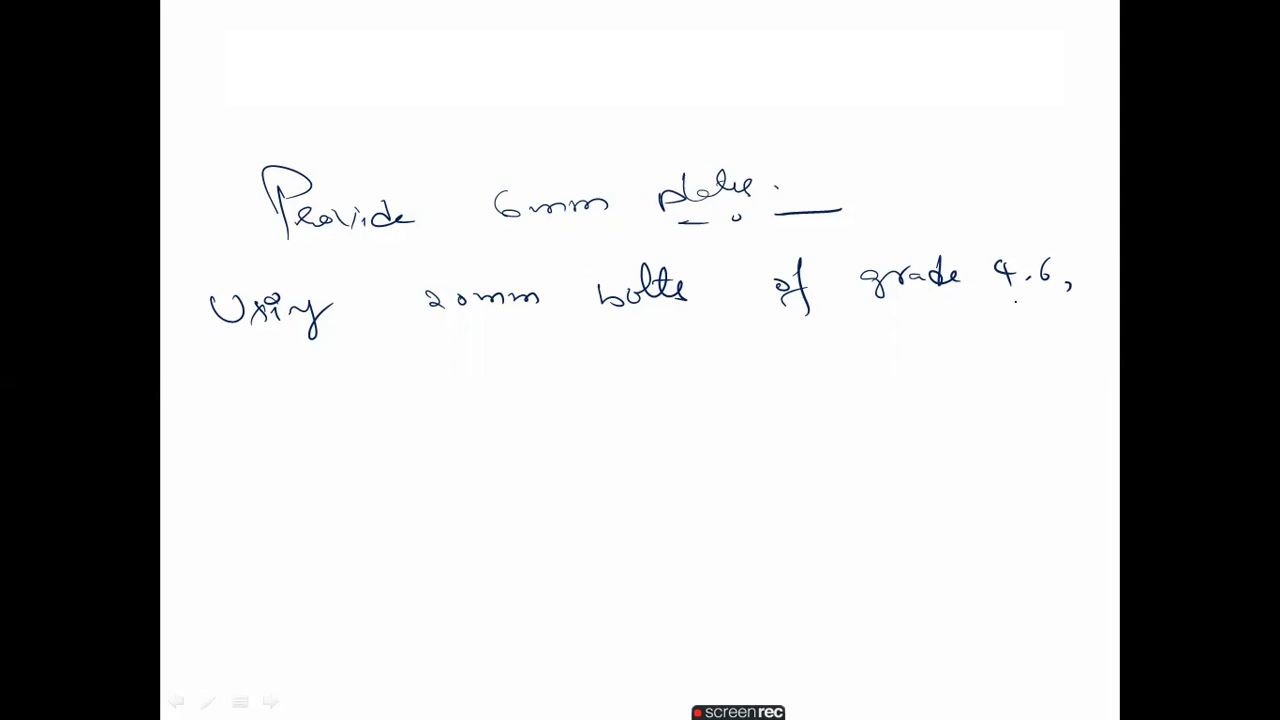 Provide 6mm plate.
Using 20mm bolts of grade 4.6,
screenrec